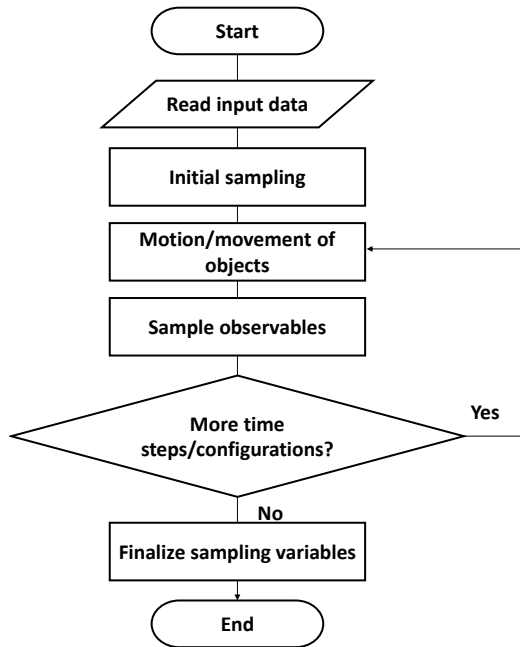 Start
Read input data
Initial sampling
Motion/movement of
objects
Sample observables
More time
steps/configurations?
Yes
No
Finalize sampling variables
End